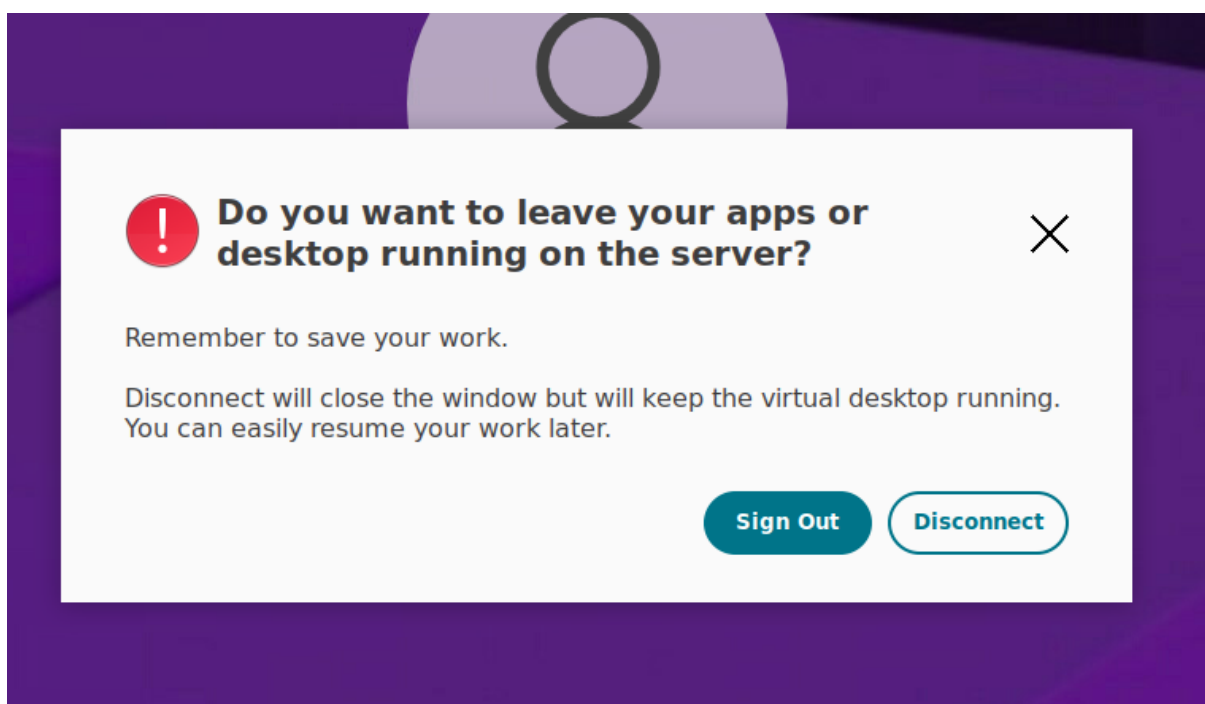 Do you want to leave your apps or
desktop running on the server?
Remember to save your work.
Disconnect will close the window but will keep the virtual desktop running.
You can easily resume your work later.
Sign Out
Disconnect